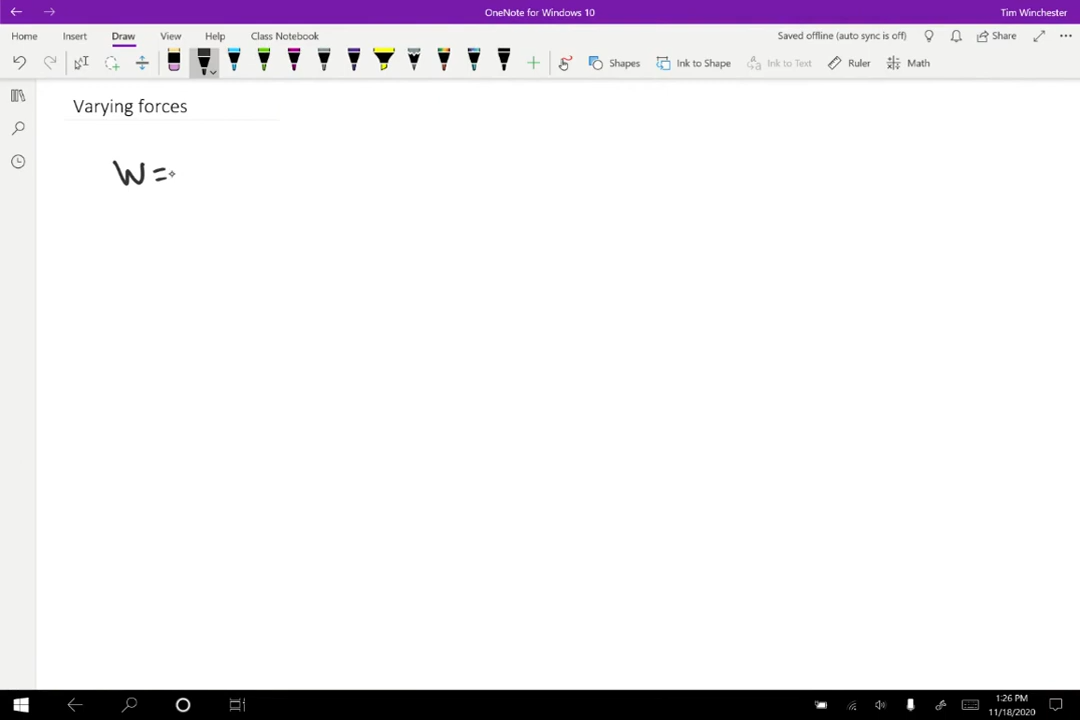 OneNote for Windows 10
Tim Winchester
Home Insert Draw View Help Class Notebook
Saved offline (auto sync is off) Share
Shapes Ink to Shape Ink to Text Ruler Math
Varying forces
W =
1:26 PM
11/18/2020